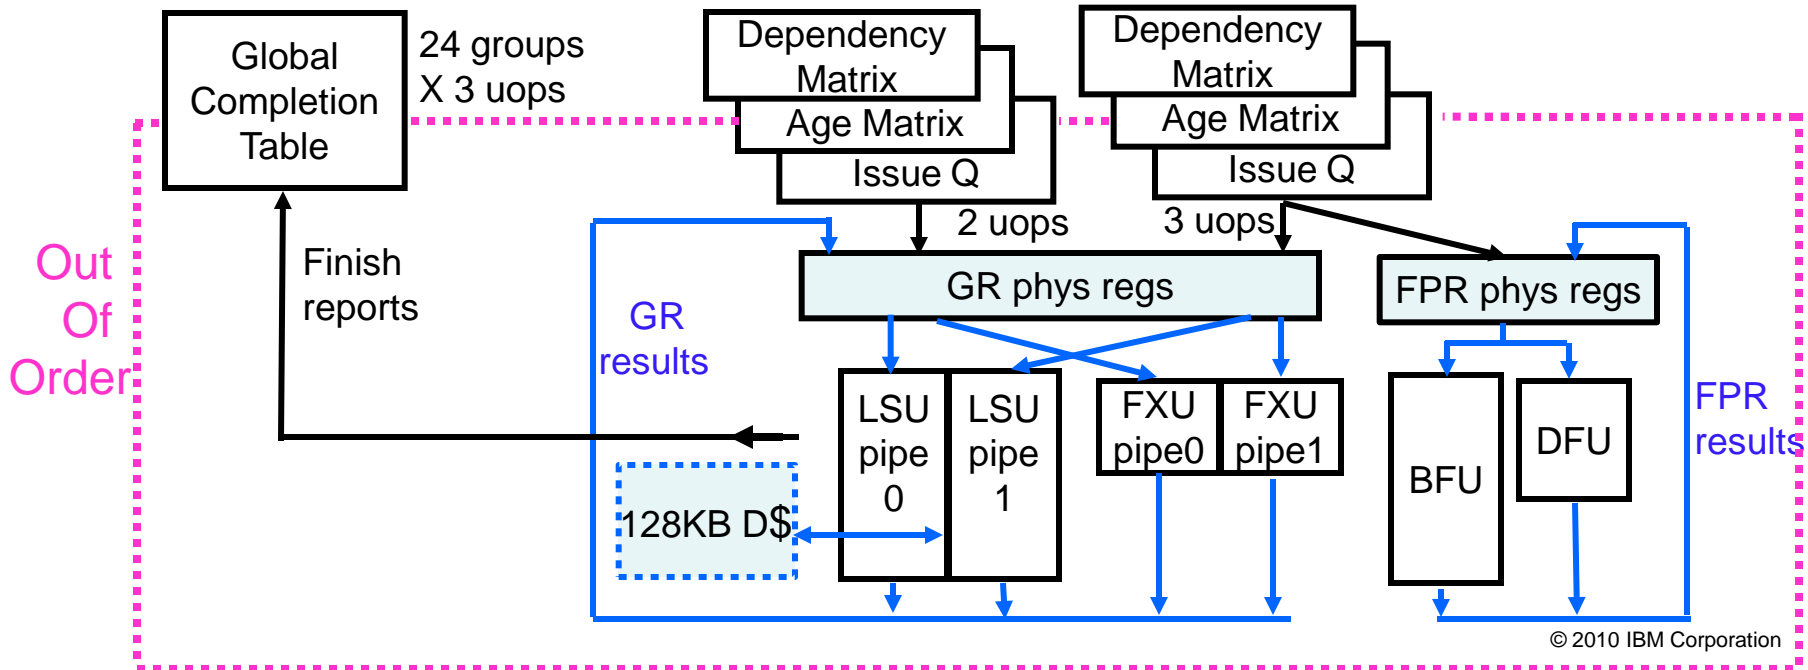 Global
Completion
Table
24 groups
X 3 uops
Dependency
Matrix
Age Matrix
Issue Q
Dependency
Matrix
Age Matrix
Issue Q
2 uops
3 uops
Out
Of
Order
Finish
reports
GR
results
GR phys regs
FPR phys regs
LSU
pipe
0
LSU
pipe
1
FXU
pipe0
FXU
pipe1
BFU
DFU
FPR
results
128KB D$
© 2010 IBM Corporation